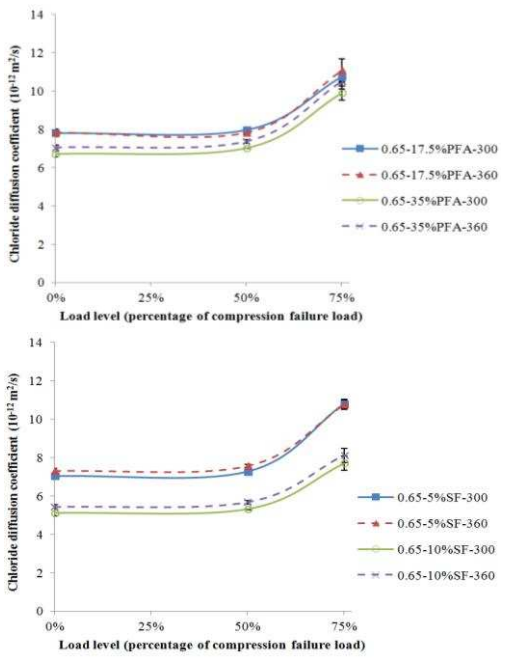 14
12
10
8
6
4
2
0
Chloride diffusion coefficient (10⁻¹² m²/s)
0% 25% 50% 75%
Load level (percentage of compression failure load)
0.65-17.5%PFA-300
0.65-17.5%PFA-360
0.65-35%PFA-300
0.65-35%PFA-360
14
12
10
8
6
4
2
0
Chloride diffusion coefficient (10⁻¹² m²/s)
0% 25% 50% 75%
Load level (percentage of compression failure load)
0.65-5%SF-300
0.65-5%SF-360
0.65-10%SF-300
0.65-10%SF-360